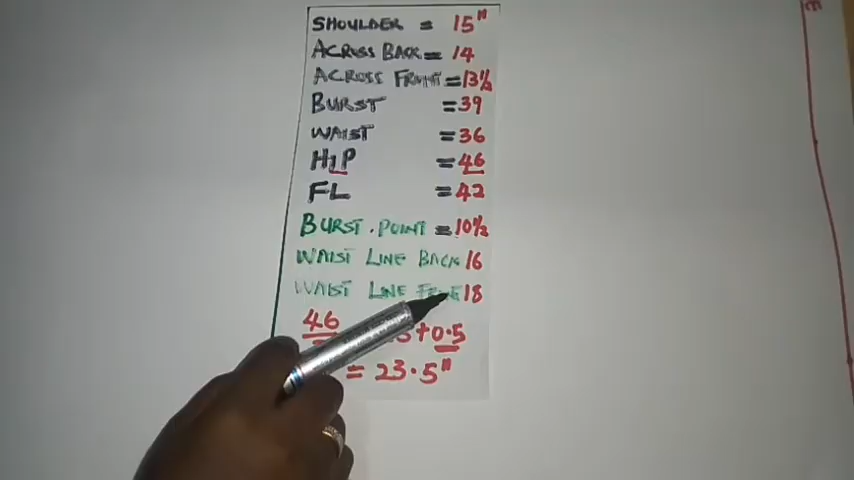 SHOULDER = 15"
ACROSS BACK = 14
ACROSS FRONT = 13½
BURST = 39
WAIST = 36
HIP = 46
FL = 42
BURST. POINT = 10½
WAIST LINE BACK 16
WAIST LINE FRONT 18
46 + 0.5
= 23.5"